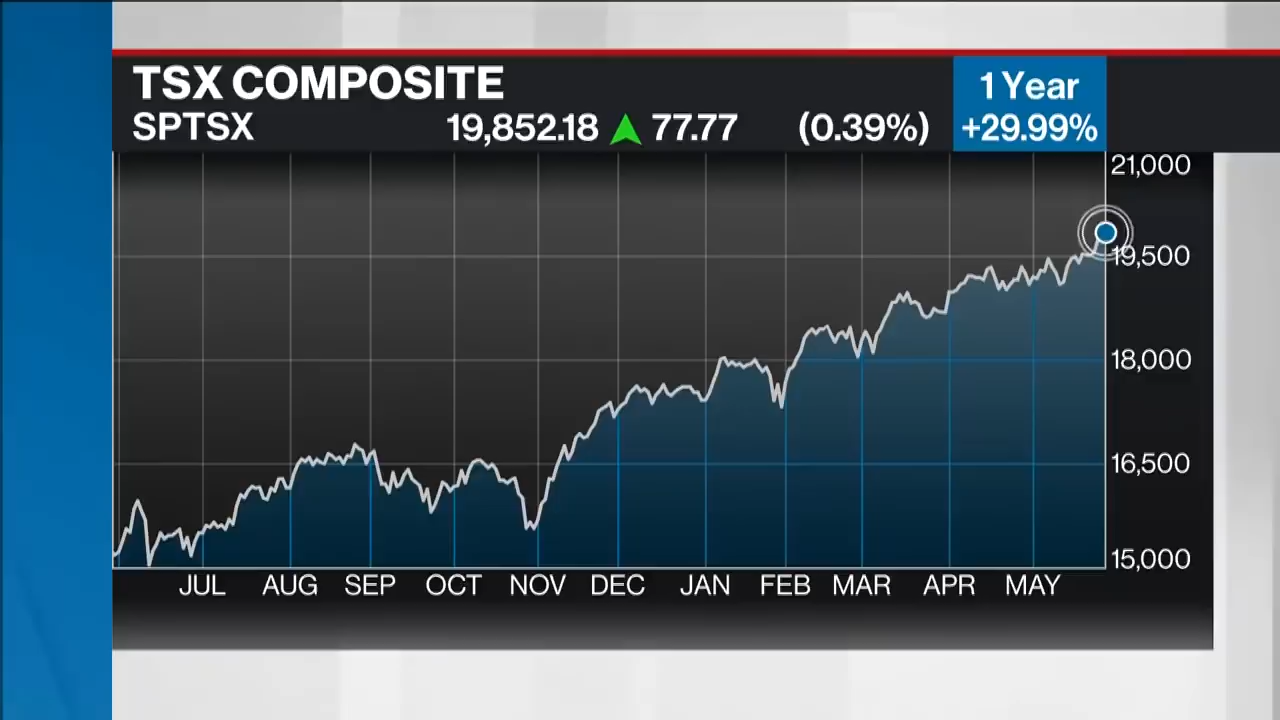 TSX COMPOSITE
SPTSX 19,852.18 77.77 (0.39%)
1 Year
+29.99%
21,000
19,500
18,000
16,500
15,000
JUL AUG SEP OCT NOV DEC JAN FEB MAR APR MAY